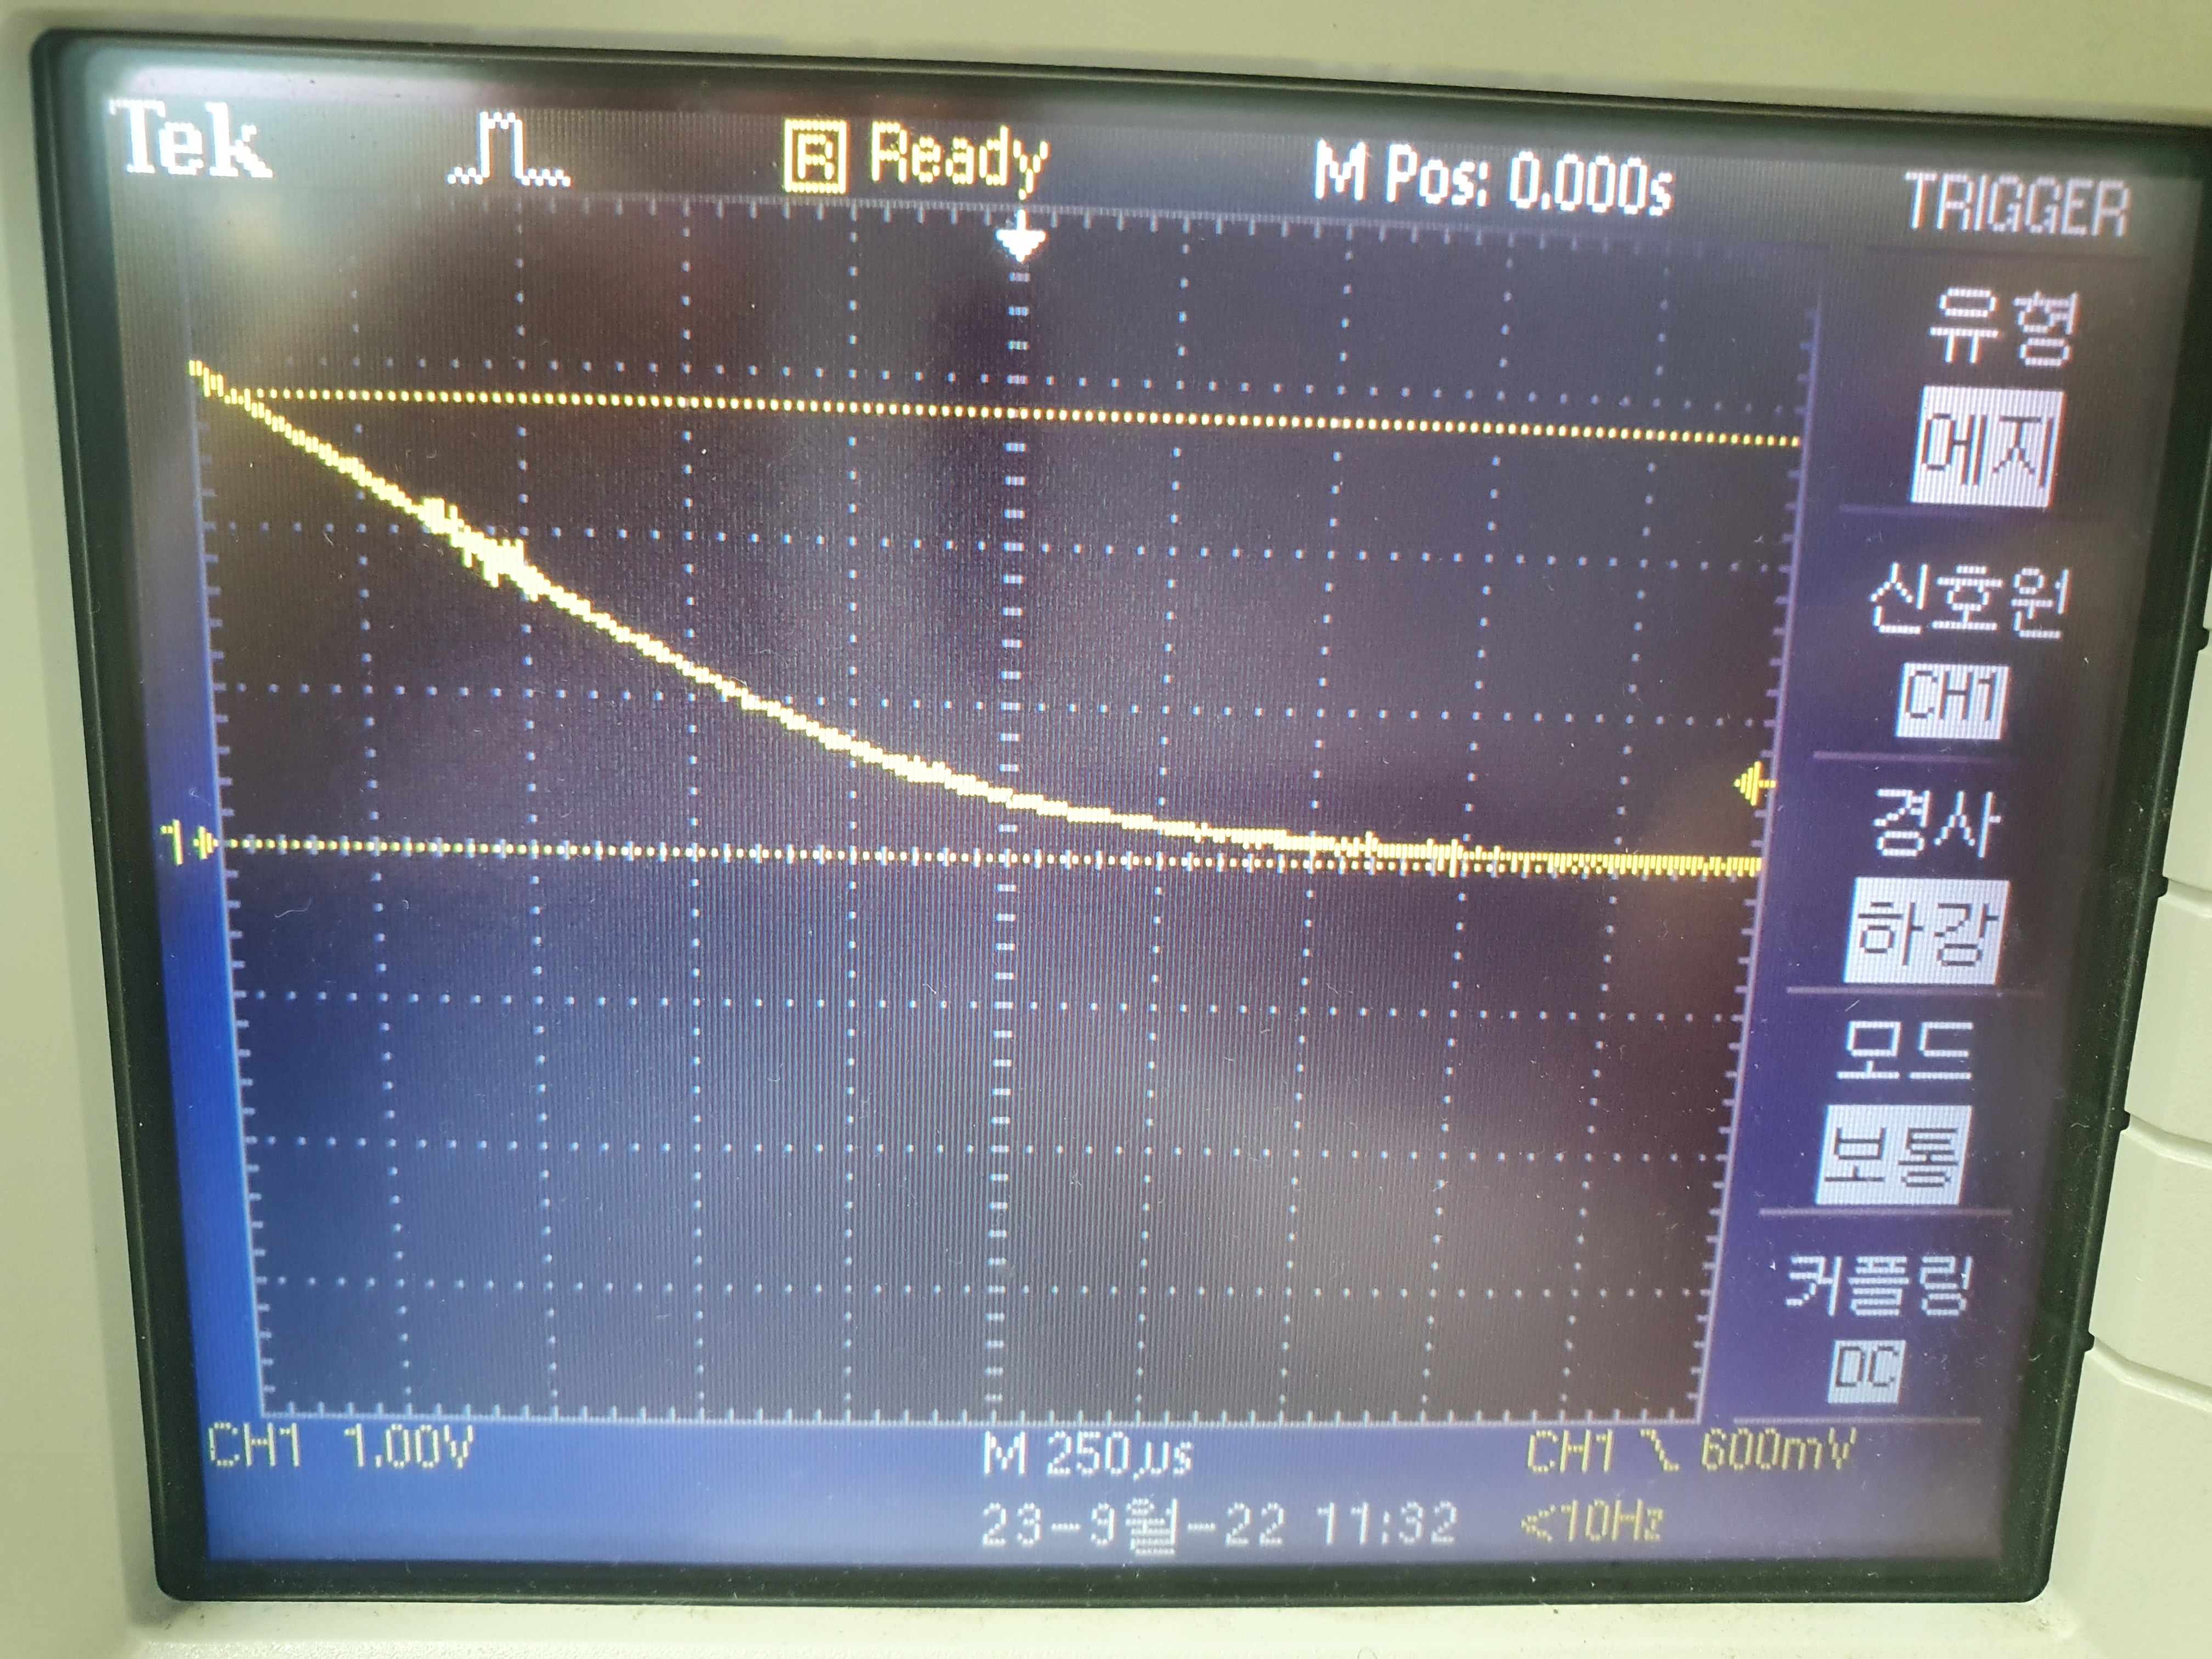 Tek R Ready M Pos: 0.000s TRIGGER
유형
에지
신호원
CH1
경사
하강
모드
보통
커플링
DC
1
CH1 1.00V M 250µs CH1 600mV
23-9월-22 11:32 <10Hz